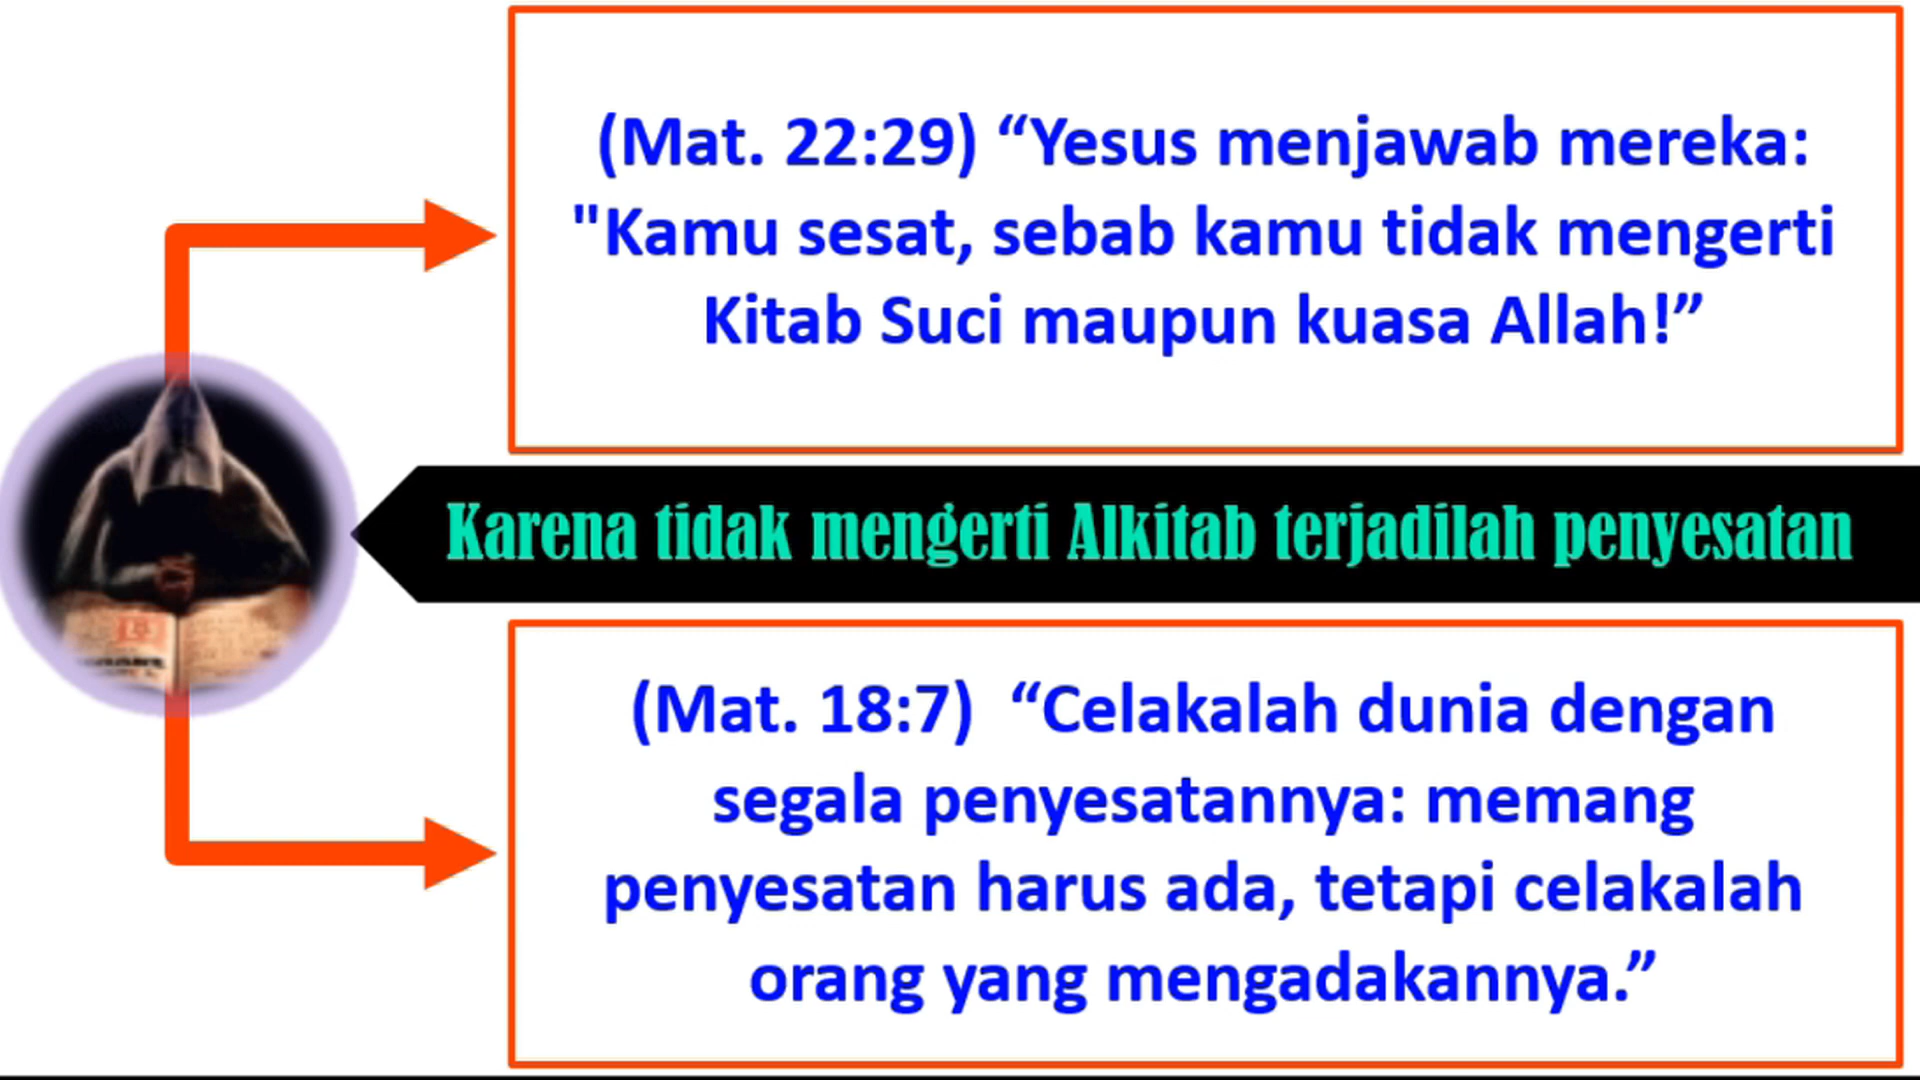 (Mat. 22:29) “Yesus menjawab mereka:
"Kamu sesat, sebab kamu tidak mengerti
Kitab Suci maupun kuasa Allah!”
Karena tidak mengerti Alkitab terjadilah penyesatan
(Mat. 18:7) “Celakalah dunia dengan
segala penyesatannya: memang
penyesatan harus ada, tetapi celakalah
orang yang mengadakannya.”